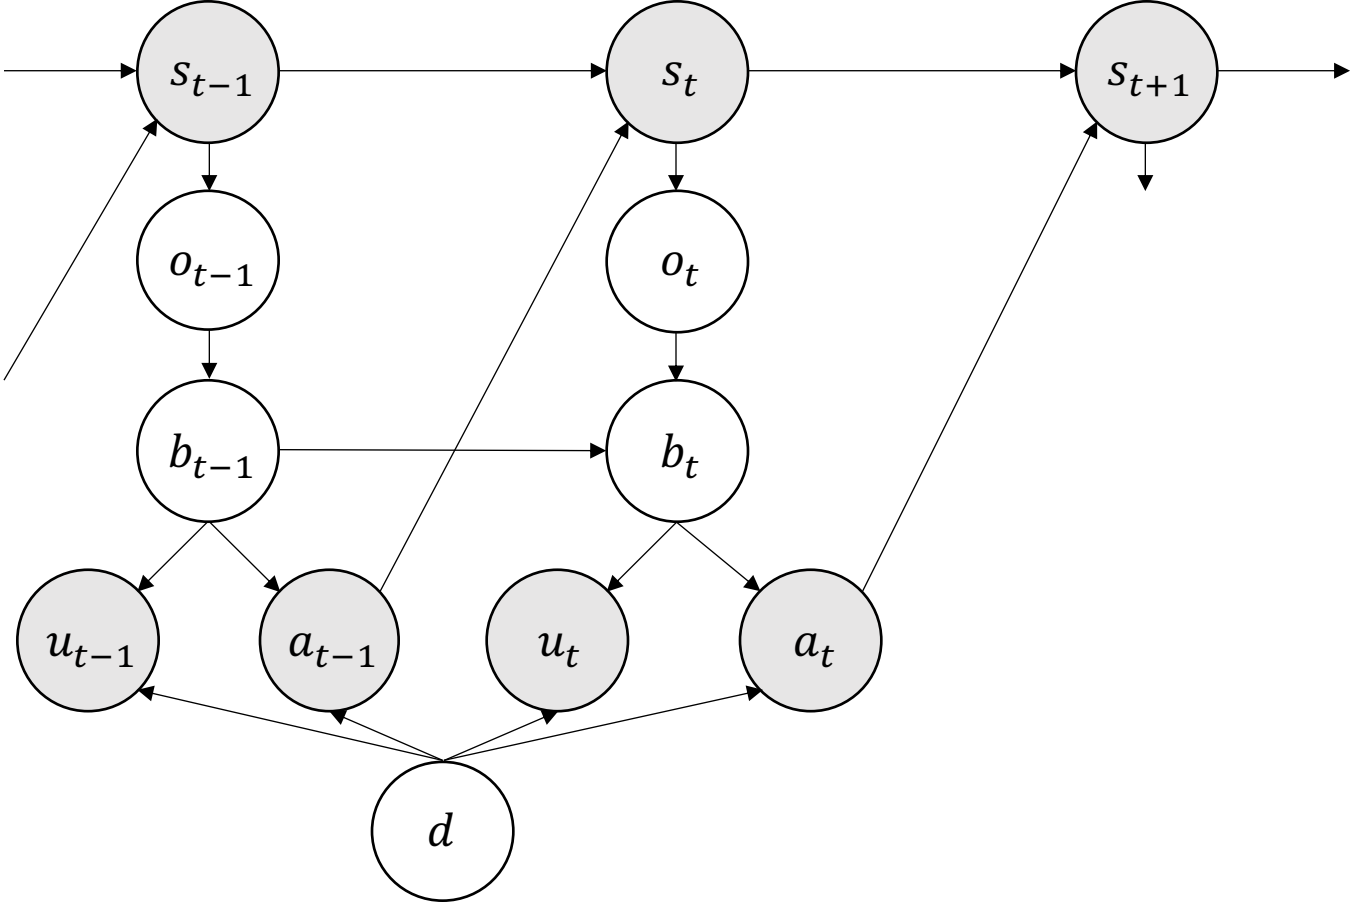 s_{t−1} s_t s_{t+1}
o_{t−1} o_t
b_{t−1} b_t
u_{t−1} a_{t−1} u_t a_t
d